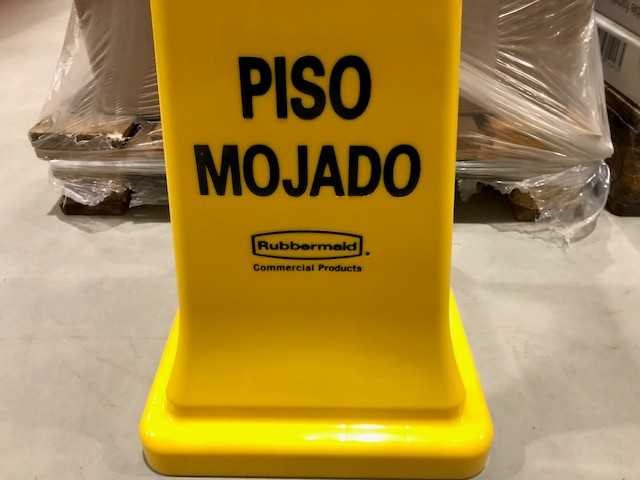 PISO
MOJADO
Rubbermaid.
Commercial Products